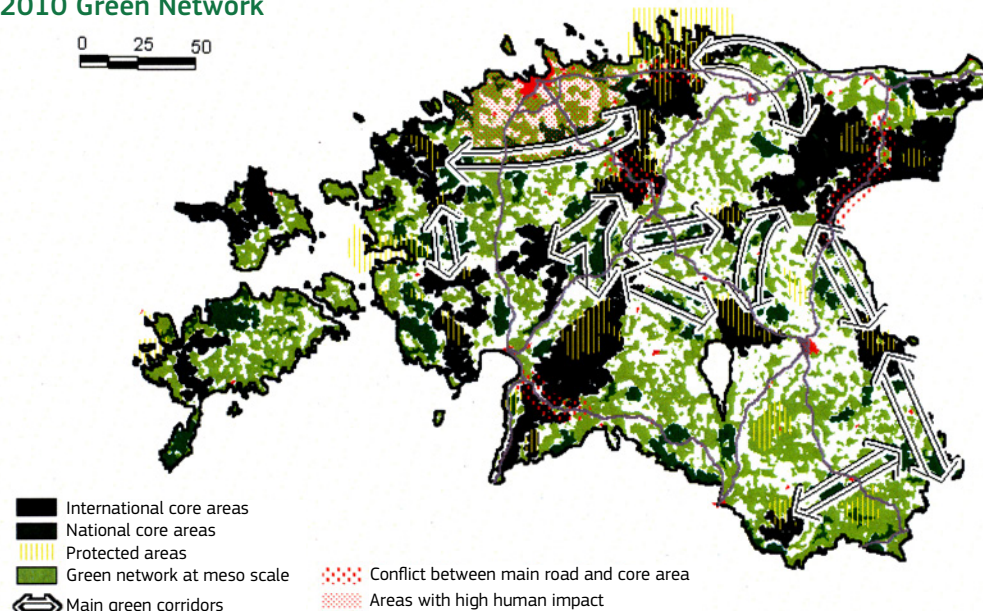 2010 Green Network
0 25 50
International core areas
National core areas
Protected areas
Green network at meso scale
Main green corridors
Conflict between main road and core area
Areas with high human impact